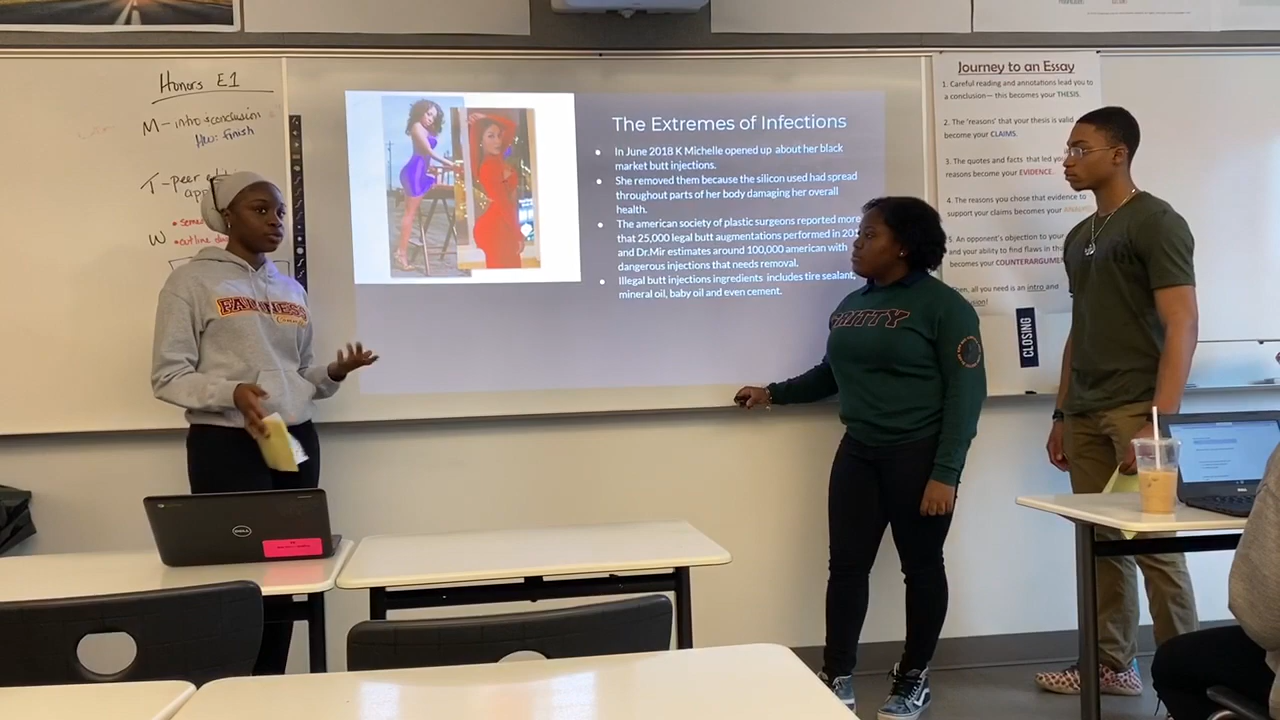 Honors E1
M-intro+conclusion
HW: finish
T-peer
W
The Extremes of Infections
In June 2018 K Michelle opened up about her black
market butt injections.
She removed them because the silicon used had spread
throughout parts of her body damaging her overall
health.
The american society of plastic surgeons reported more
that 25,000 legal butt augmentations performed in
and Dr.Mir estimates around 100,000 american with
dangerous injections that needs removal.
Illegal butt injections ingredients includes tire sealant,
mineral oil, baby oil and even cement.
Journey to an Essay
1. Careful reading and annotations lead you to
a conclusion— this becomes your THESIS.
2. The 'reasons' that your thesis is valid
become your CLAIMS.
3. The quotes and facts that led you
reasons become your EVIDENCE.
4. The reasons you chose that evidence to
support your claims becomes your
5. An opponent's objection to your
and your ability to find flaws in
becomes your
Then, all you need is an intro and
CLOSING
GRITTY
DELL